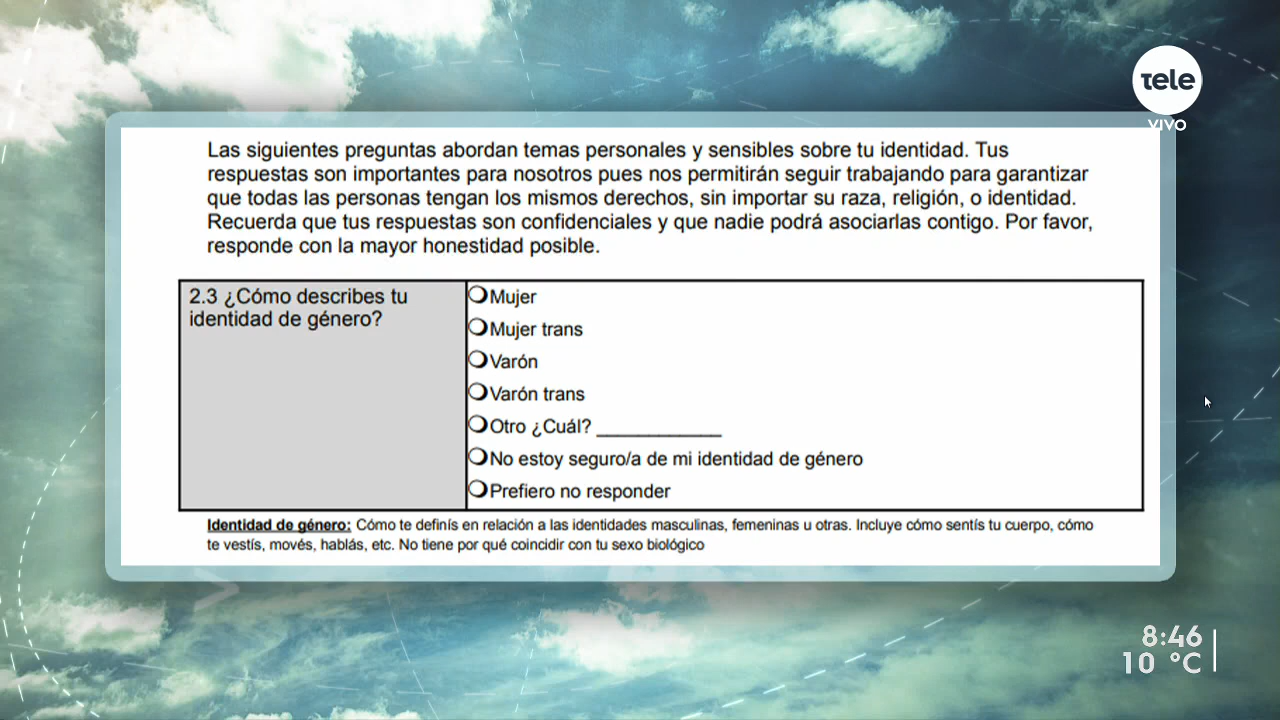 tele
VIVO
Las siguientes preguntas abordan temas personales y sensibles sobre tu identidad. Tus
respuestas son importantes para nosotros pues nos permitirán seguir trabajando para garantizar
que todas las personas tengan los mismos derechos, sin importar su raza, religión, o identidad.
Recuerda que tus respuestas son confidenciales y que nadie podrá asociarlas contigo. Por favor,
responde con la mayor honestidad posible.
2.3 ¿Cómo describes tu
identidad de género?
Mujer
Mujer trans
Varón
Varón trans
Otro ¿Cuál? ____________
No estoy seguro/a de mi identidad de género
Prefiero no responder
Identidad de género: Cómo te definís en relación a las identidades masculinas, femeninas u otras. Incluye cómo sentís tu cuerpo, cómo
te vestís, movés, hablás, etc. No tiene por qué coincidir con tu sexo biológico
8:46
10 °C